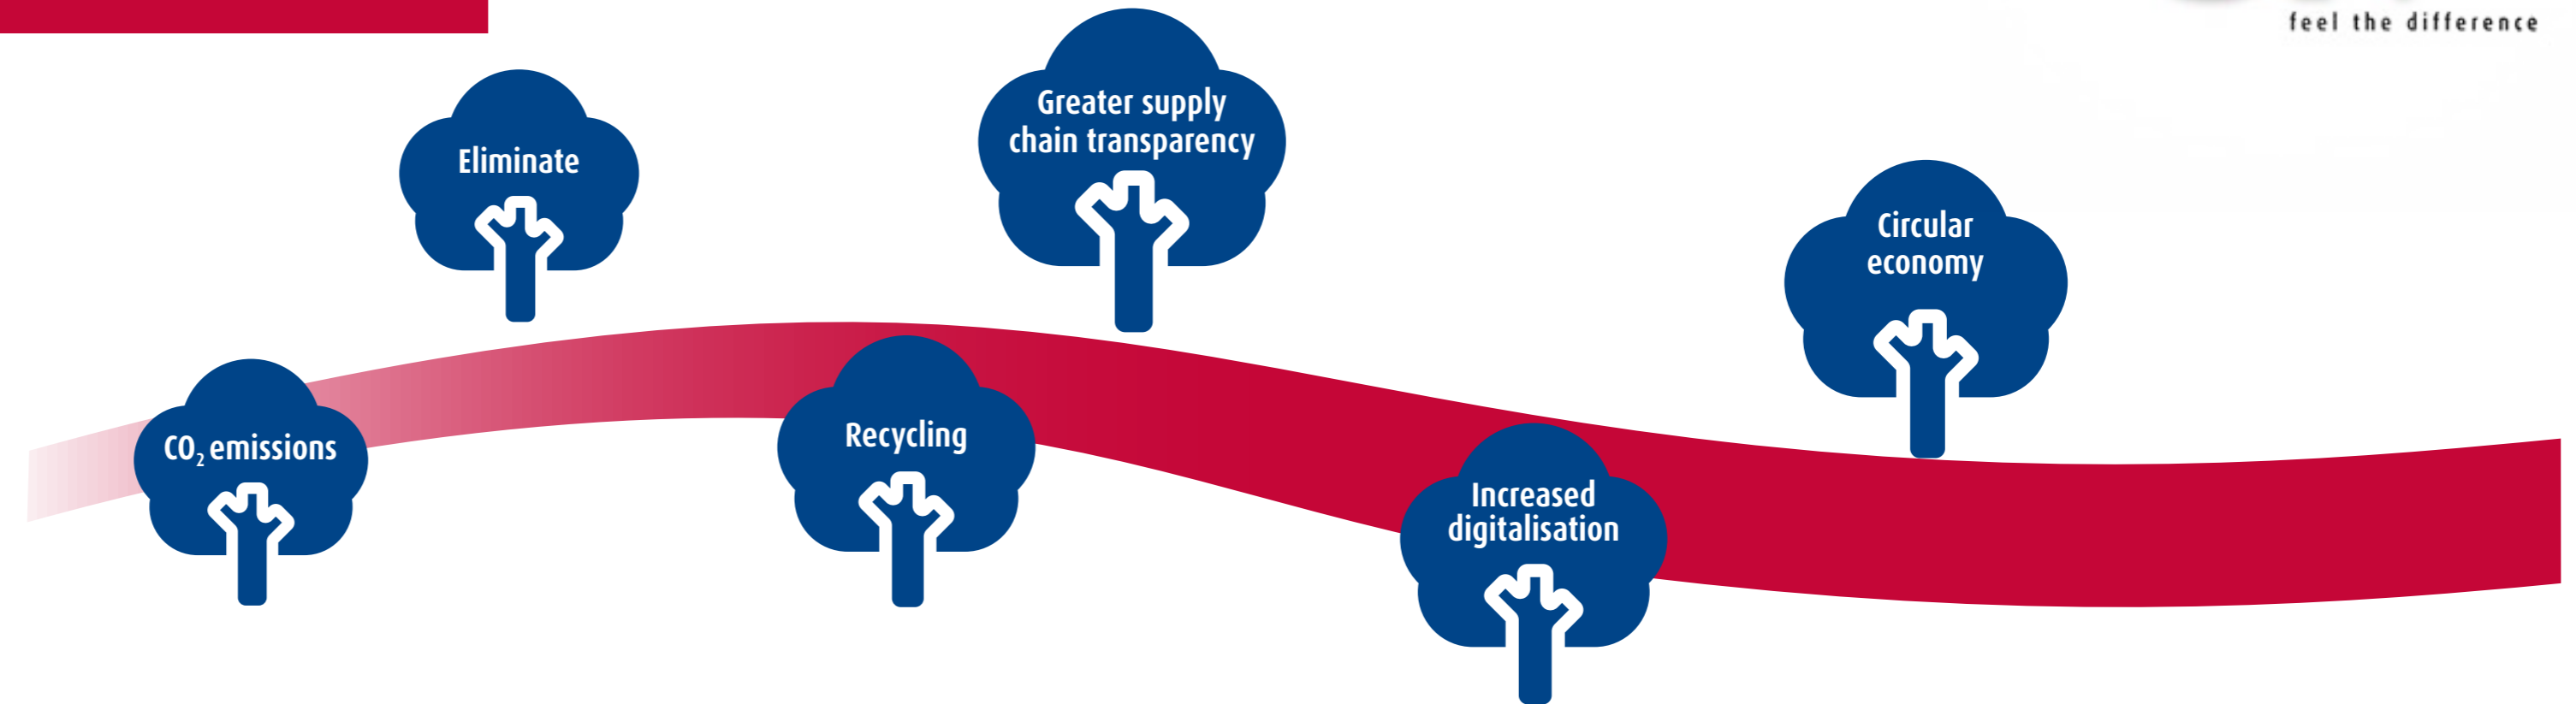 feel the difference
Greater supply
chain transparency
Eliminate
Circular
economy
CO₂ emissions
Recycling
Increased
digitalisation